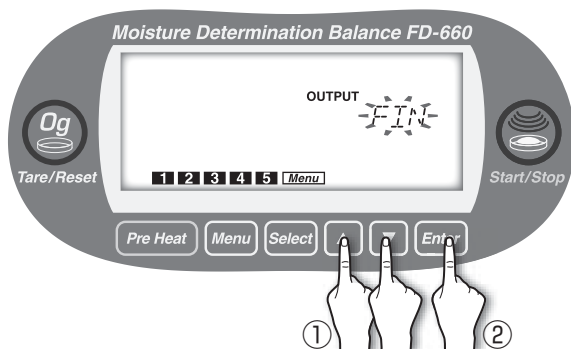 Moisture Determination Balance FD-660
OUTPUT
FIN
0g
Tare/Reset
Start/Stop
1 2 3 4 5 Menu
Pre Heat Menu Select ▲ ▼ Enter
① ②